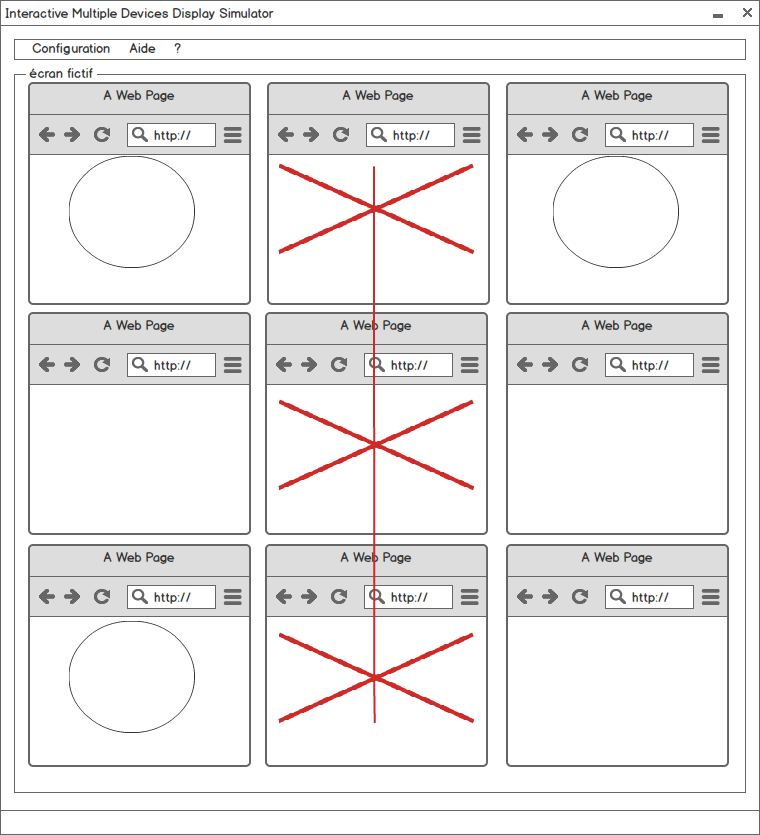 Interactive Multiple Devices Display Simulator
Configuration Aide ?
écran fictif
A Web Page A Web Page A Web Page
http:// http:// http://
A Web Page A Web Page A Web Page
http:// http:// http://
A Web Page A Web Page A Web Page
http:// http:// http://